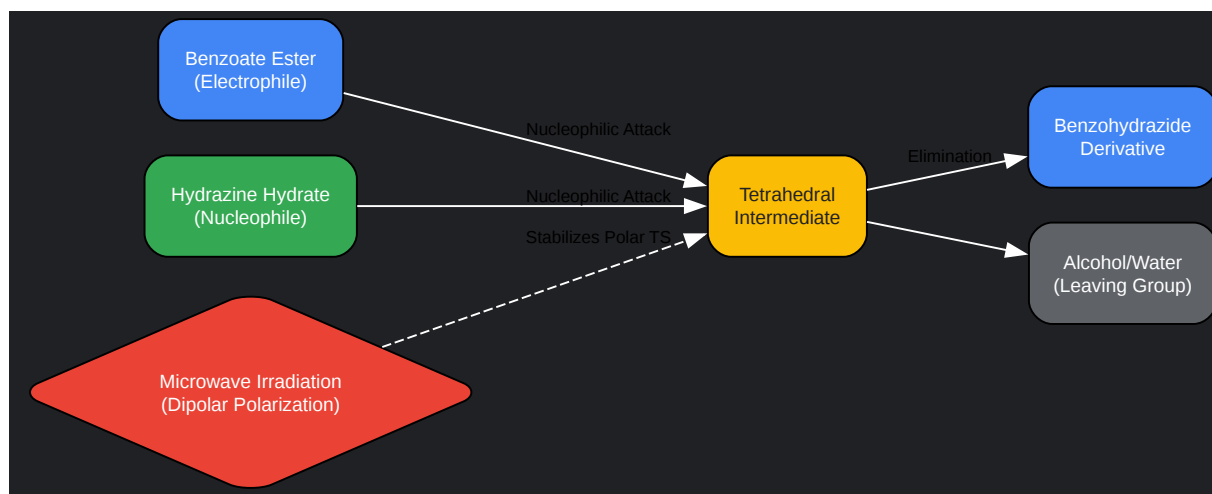 Benzoate Ester
(Electrophile)
Nucleophilic Attack
Hydrazine Hydrate
(Nucleophile)
Nucleophilic Attack
Stabilizes Polar TS
Microwave Irradiation
(Dipolar Polarization)
Tetrahedral
Intermediate
Elimination
Benzohydrazide
Derivative
Alcohol/Water
(Leaving Group)